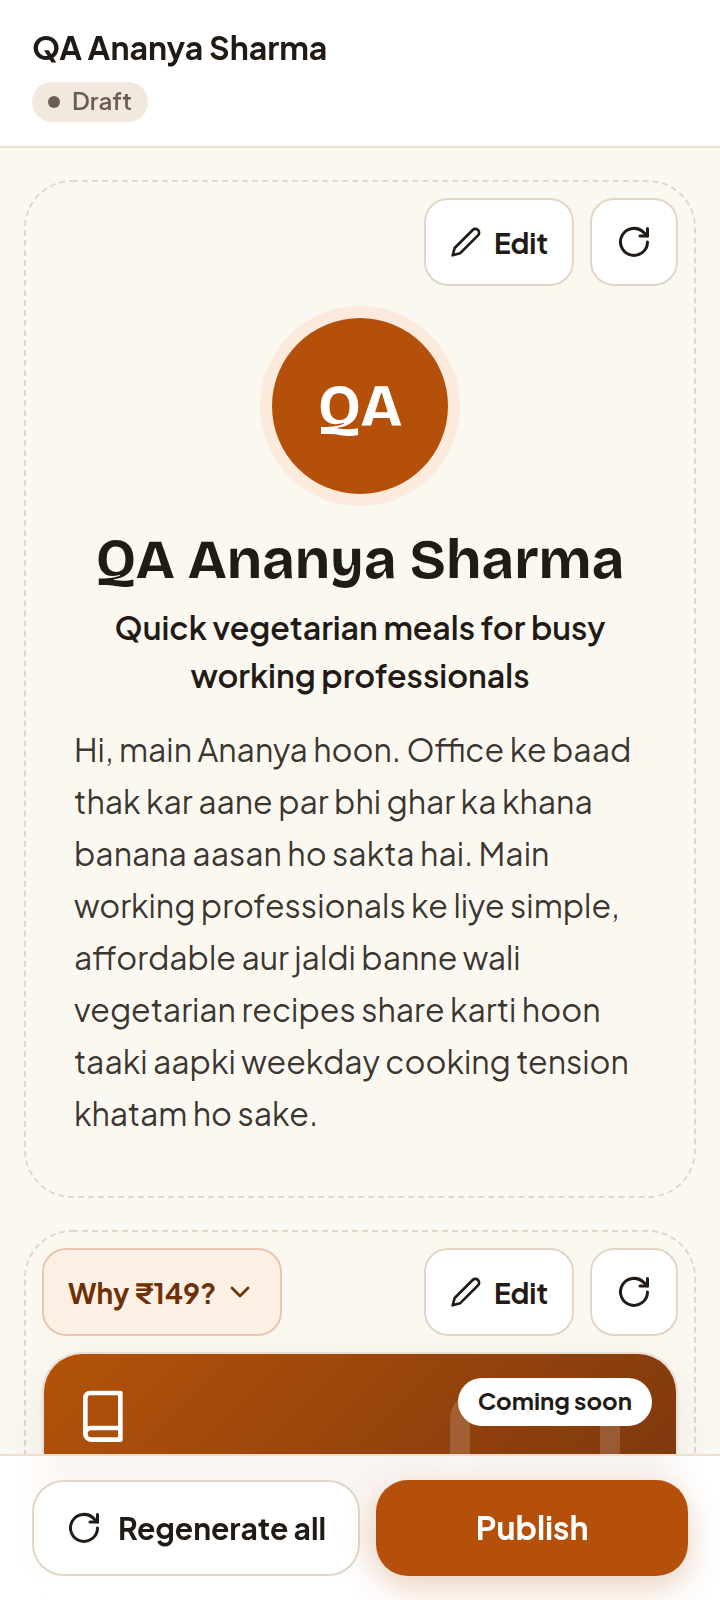 QA Ananya Sharma
Draft
Edit
QA
QA Ananya Sharma
Quick vegetarian meals for busy
working professionals
Hi, main Ananya hoon. Office ke baad
thak kar aane par bhi ghar ka khana
banana aasan ho sakta hai. Main
working professionals ke liye simple,
affordable aur jaldi banne wali
vegetarian recipes share karti hoon
taaki aapki weekday cooking tension
khatam ho sake.
Why ₹149?
Edit
Coming soon
Regenerate all
Publish